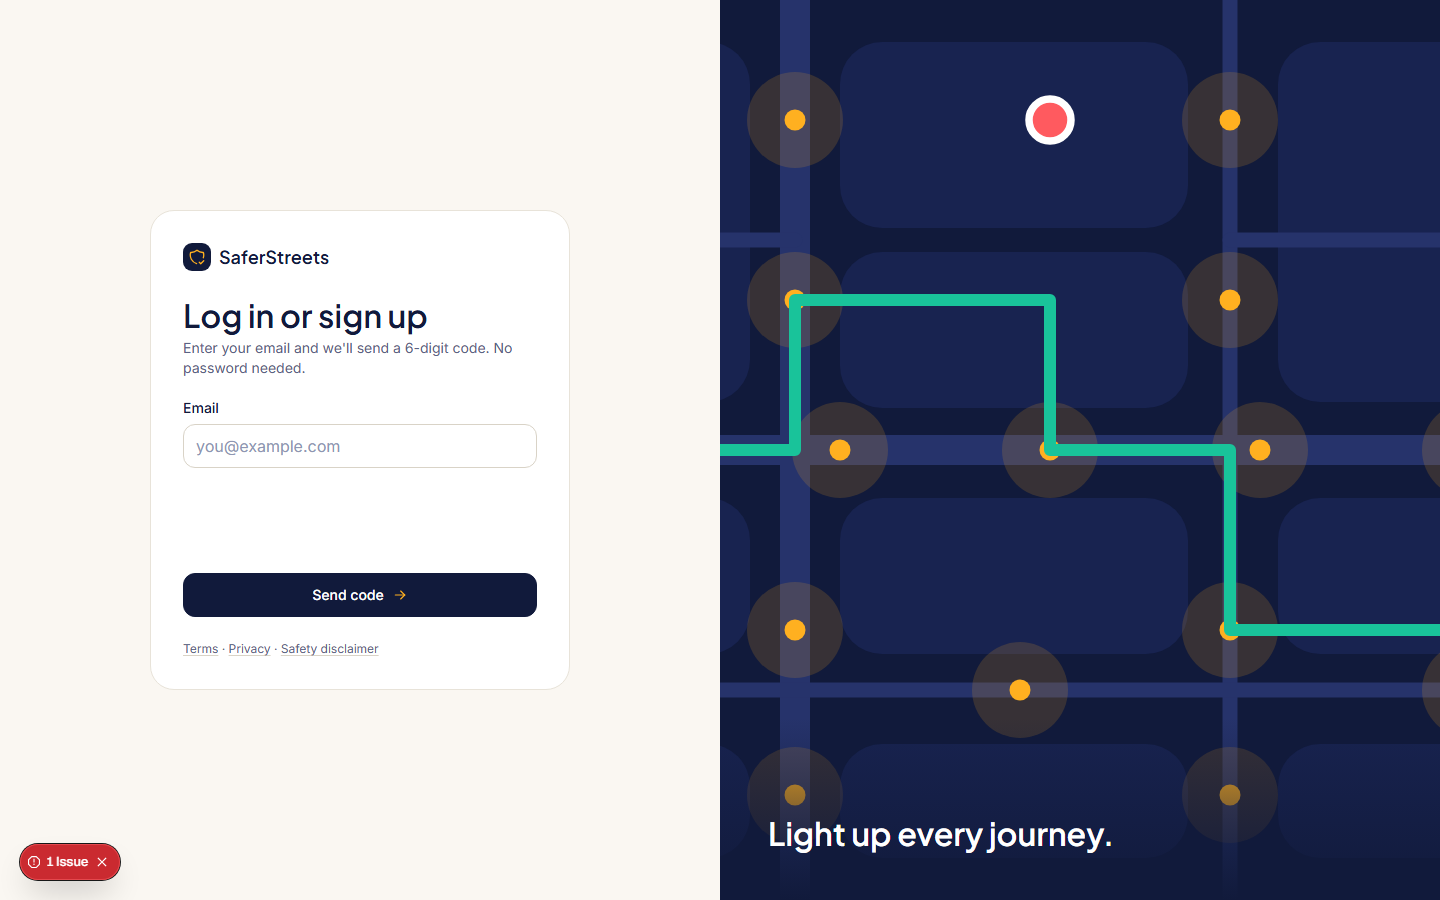 SaferStreets
Log in or sign up
Enter your email and we'll send a 6-digit code. No
password needed.
Email
you@example.com
Send code →
Terms · Privacy · Safety disclaimer
1 Issue
Light up every journey.